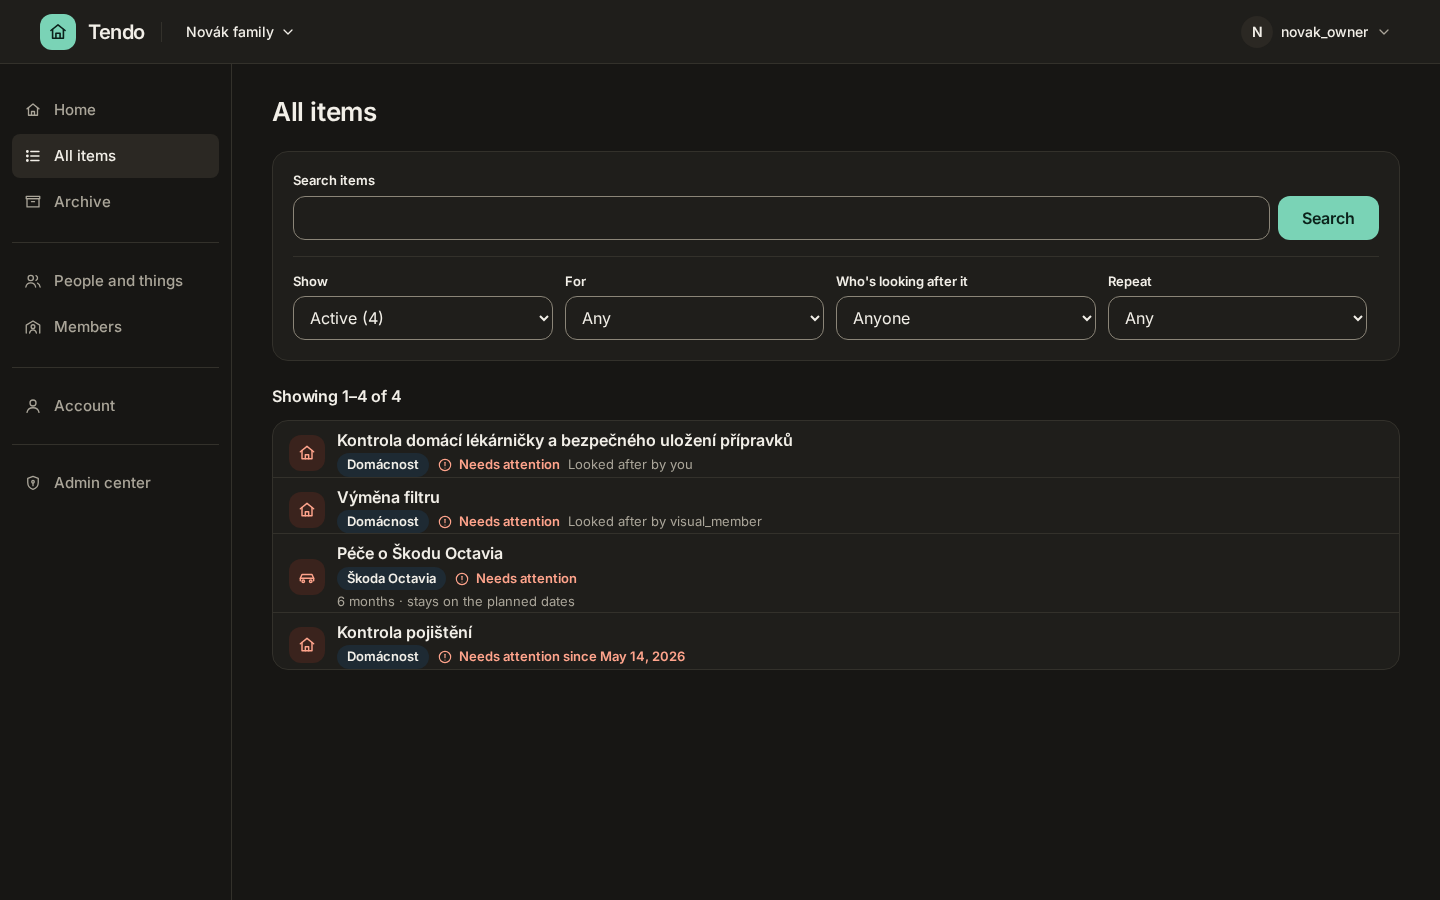 Tendo
Novák family
N
novak_owner
Home
All items
Archive
People and things
Members
Account
Admin center
All items
Search items
Search
Show
For
Who's looking after it
Repeat
Active (4)
Any
Anyone
Any
Showing 1–4 of 4
Kontrola domácí lékárničky a bezpečného uložení přípravků
Domácnost Needs attention Looked after by you
Výměna filtru
Domácnost Needs attention Looked after by visual_member
Péče o Škodu Octavia
Škoda Octavia Needs attention
6 months · stays on the planned dates
Kontrola pojištění
Domácnost Needs attention since May 14, 2026